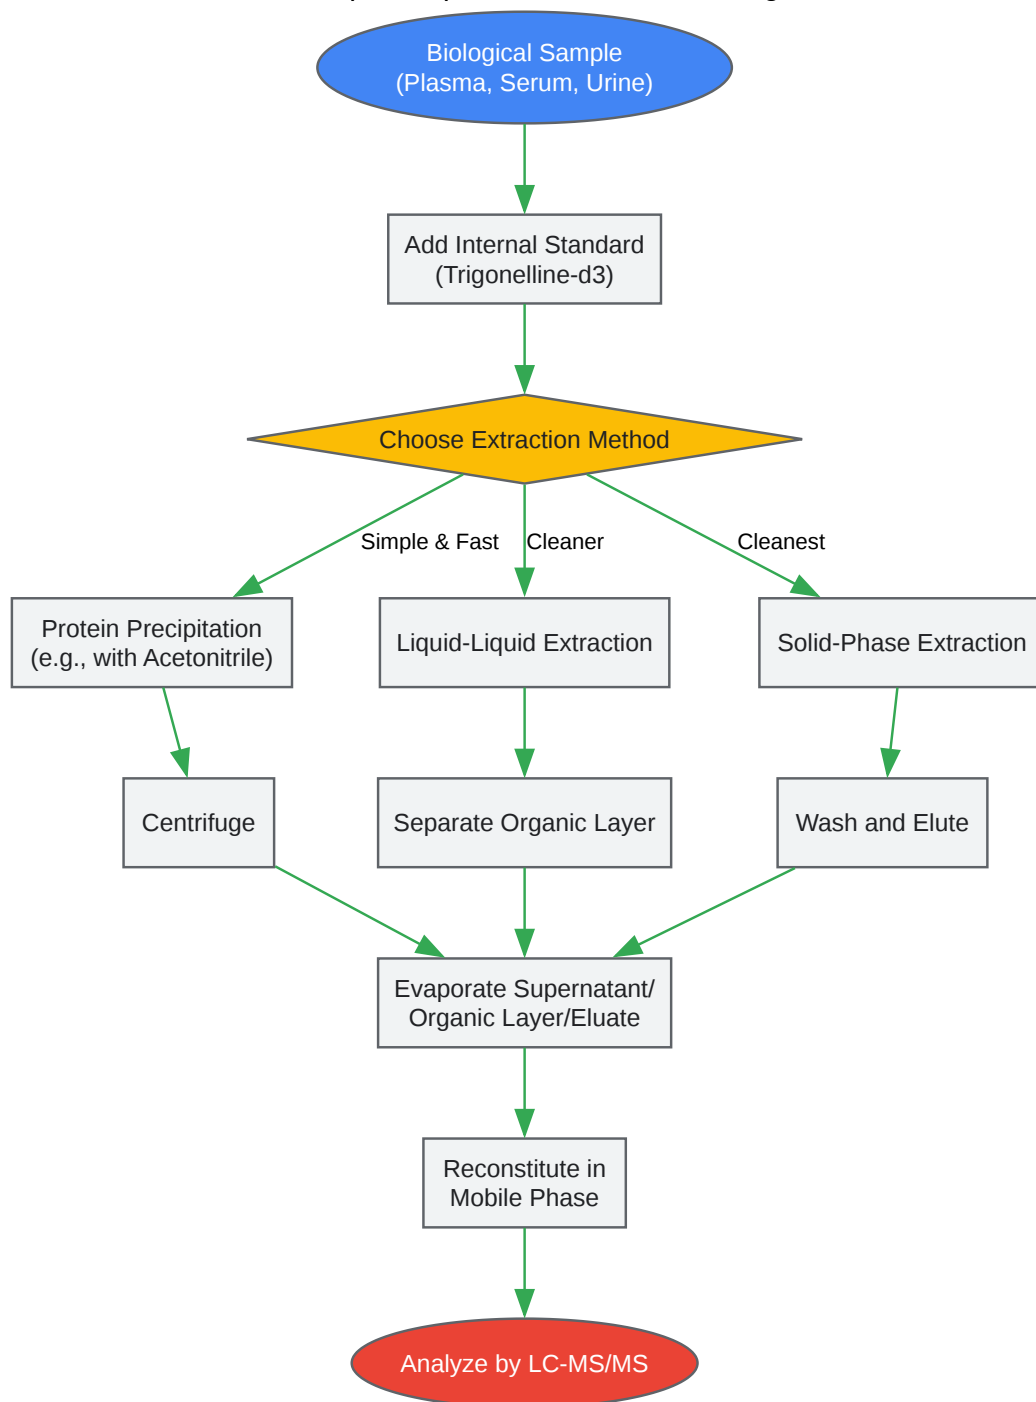 Biological Sample
(Plasma, Serum, Urine)
Add Internal Standard
(Trigonelline-d3)
Choose Extraction Method
Simple & Fast
Cleaner
Cleanest
Protein Precipitation
(e.g., with Acetonitrile)
Liquid-Liquid Extraction
Solid-Phase Extraction
Centrifuge
Separate Organic Layer
Wash and Elute
Evaporate Supernatant/
Organic Layer/Eluate
Reconstitute in
Mobile Phase
Analyze by LC-MS/MS